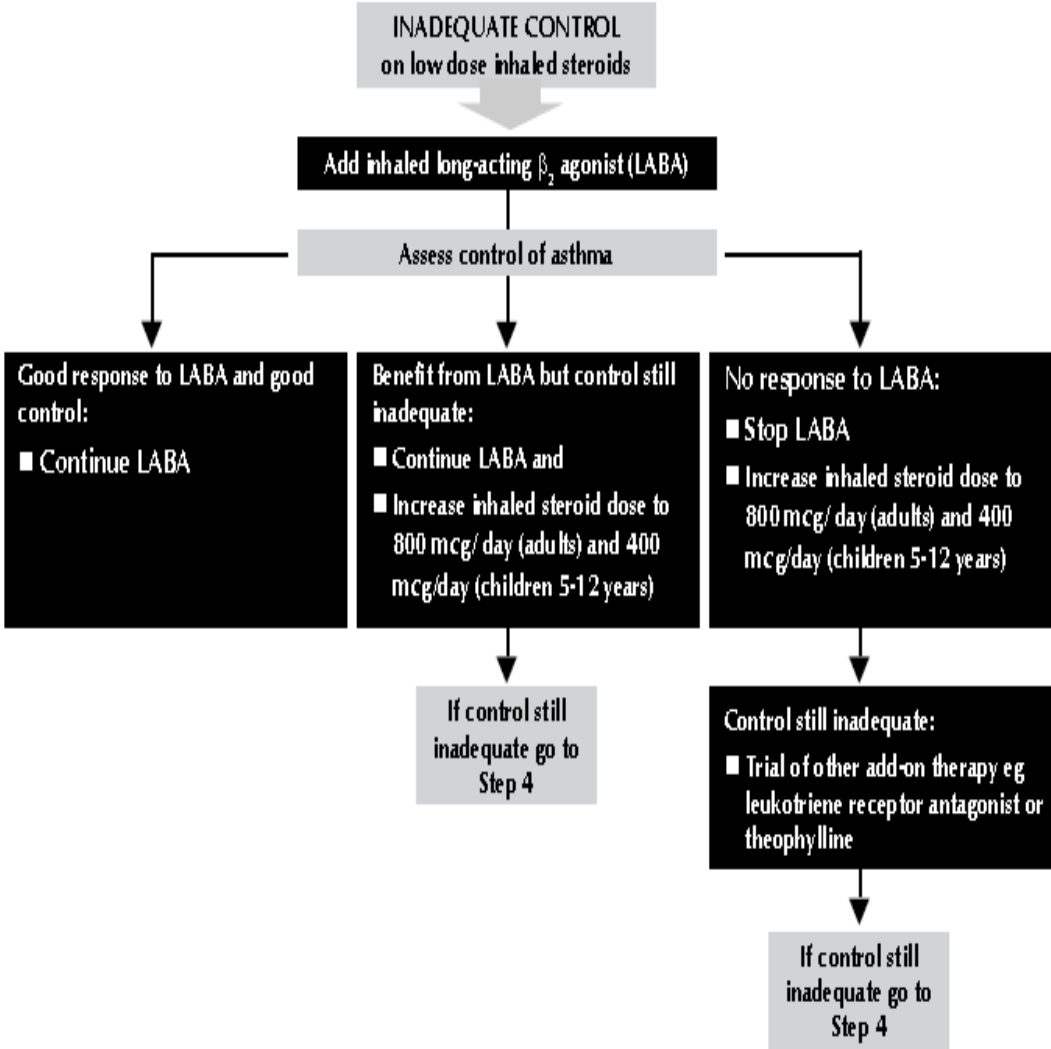 INADEQUATE CONTROL
on low dose inhaled steroids
Add inhaled long-acting β₂ agonist (LABA)
Assess control of asthma
Good response to LABA and good
control:
■ Continue LABA
Benefit from LABA but control still
inadequate:
■ Continue LABA and
■ Increase inhaled steroid dose to
800 mcg/ day (adults) and 400
mcg/day (children 5-12 years)
If control still
inadequate go to
Step 4
No response to LABA:
■ Stop LABA
■ Increase inhaled steroid dose to
800 mcg/ day (adults) and 400
mcg/day (children 5-12 years)
Control still inadequate:
■ Trial of other add-on therapy eg
leukotriene receptor antagonist or
theophylline
If control still
inadequate go to
Step 4